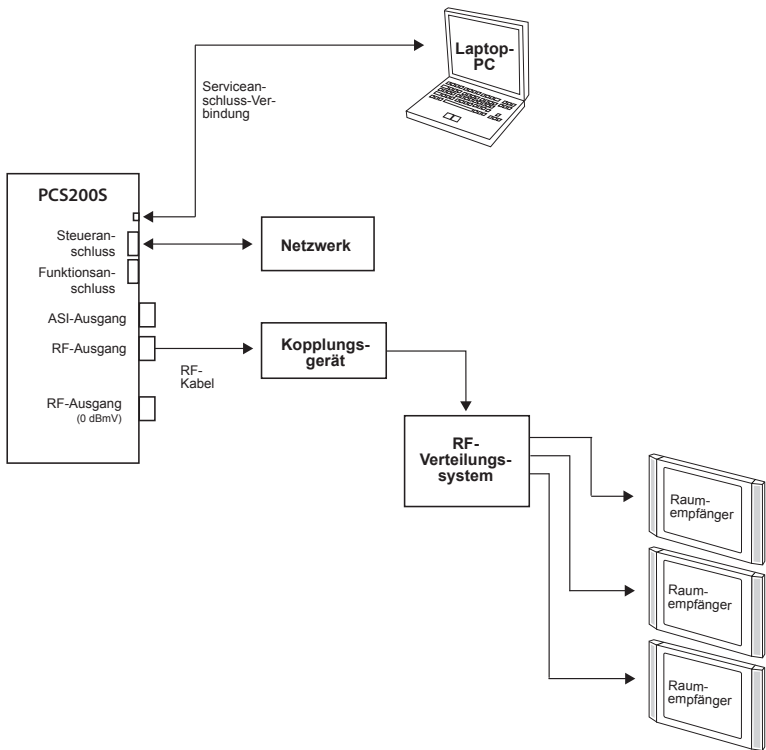 Laptop-
PC
Servicean-
schluss-Ver-
bindung
PCS200S
Steueran-
schluss
Netzwerk
Funktionsan-
schluss
ASI-Ausgang
RF-Ausgang
RF-
Kabel
Kopplungs-
gerät
RF-Ausgang
(0 dBmV)
RF-
Verteilungs-
system
Raum-
empfänger
Raum-
empfänger
Raum-
empfänger